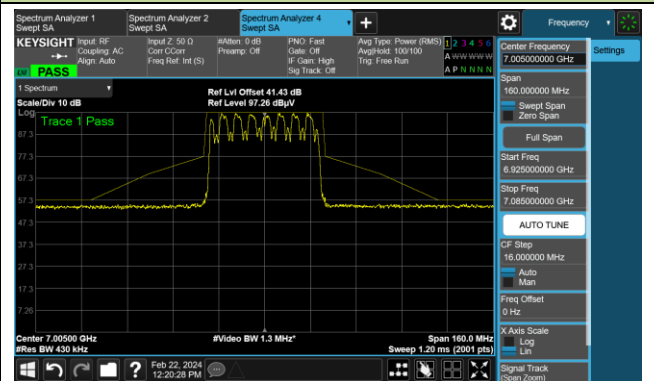 Spectrum Analyzer 1
Swept SA
Spectrum Analyzer 2
Swept SA
Spectrum Analyzer 4
Swept SA
Frequency
KEYSIGHT
Input: RF
Coupling: AC
Align: Auto
Input Z: 50 Ω
Corr CCorr
Freq Ref: Int (S)
#Atten: 0 dB
Preamp: Off
PNO: Fast
Gate: Off
IF Gain: High
Sig Track: Off
Avg Type: Power (RMS)
Avg|Hold: 100/100
Trig: Free Run
1 2 3 4 5 6
A W W W W W
A P N N N N
PASS
1 Spectrum
Scale/Div 10 dB
Ref Lvl Offset 41.43 dB
Ref Level 97.26 dBµV
Log
Trace 1 Pass
87.3
77.3
67.3
57.3
47.3
37.3
27.3
17.3
7.26
Center 7.00500 GHz
#Res BW 430 kHz
#Video BW 1.3 MHz*
Span 160.0 MHz
Sweep 1.20 ms (2001 pts)
Feb 22, 2024
12:20:28 PM
Center Frequency
7.005000000 GHz
Settings
Span
160.000000 MHz
Swept Span
Zero Span
Full Span
Start Freq
6.925000000 GHz
Stop Freq
7.085000000 GHz
AUTO TUNE
CF Step
16.000000 MHz
Auto
Man
Freq Offset
0 Hz
X Axis Scale
Log
Lin
Signal Track
(Span Zoom)